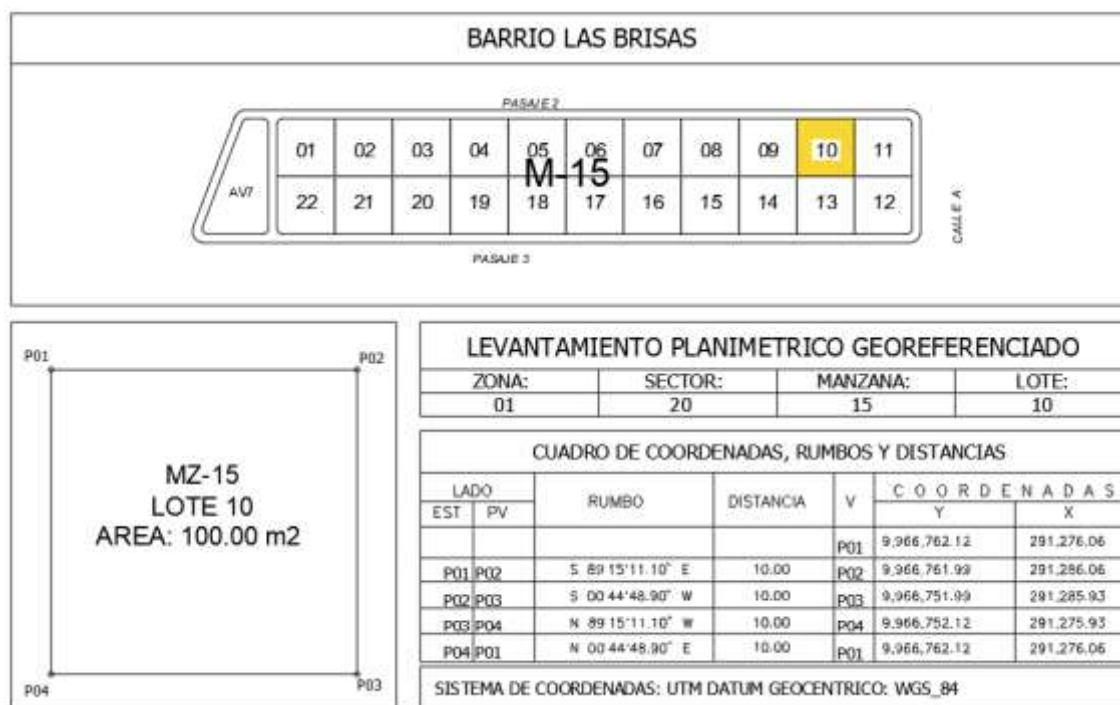 BARRIO LAS BRISAS
PASAJE 2
01 02 03 04 05 06 07 08 09 10 11
M-15
AV7
22 21 20 19 18 17 16 15 14 13 12
CALLE A
PASAJE 3
P01 P02
MZ-15
LOTE 10
AREA: 100.00 m2
P04 P03
LEVANTAMIENTO PLANIMETRICO GEOREFERENCIADO
ZONA: SECTOR: MANZANA: LOTE:
01 20 15 10
CUADRO DE COORDENADAS, RUMBOS Y DISTANCIAS
LADO RUMBO DISTANCIA V COORDENADAS
EST PV Y X
P01 9,966,762.12 291,276.06
P01 P02 S 89 15'11.10" E 10.00 P02 9,966,761.99 291,286.06
P02 P03 S 00 44'48.90" W 10.00 P03 9,966,751.99 291,285.93
P03 P04 N 89 15'11.10" W 10.00 P04 9,966,752.12 291,275.93
P04 P01 N 00 44'48.90" E 10.00 P01 9,966,762.12 291,276.06
SISTEMA DE COORDENADAS: UTM DATUM GEOCENTRICO: WGS_84